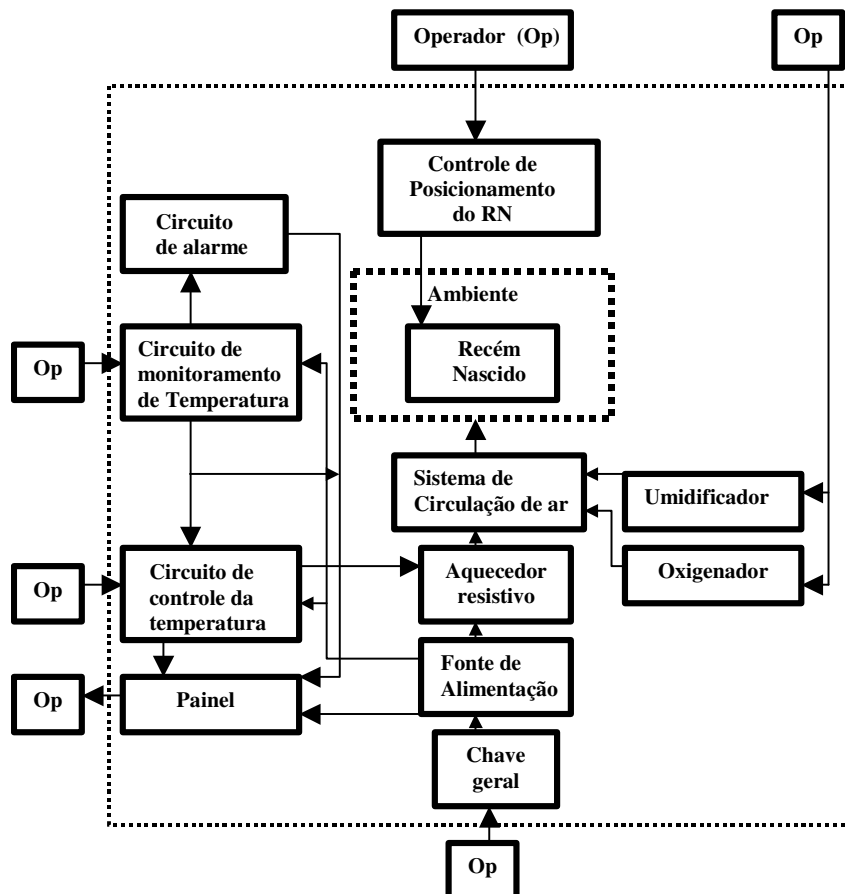 Operador (Op)
Op
Controle de
Posicionamento
do RN
Circuito
de alarme
Ambiente
Recém
Nascido
Op
Circuito de
monitoramento
de Temperatura
Sistema de
Circulação de ar
Umidificador
Op
Circuito de
controle da
temperatura
Aquecedor
resistivo
Oxigenador
Op
Painel
Fonte de
Alimentação
Chave
geral
Op